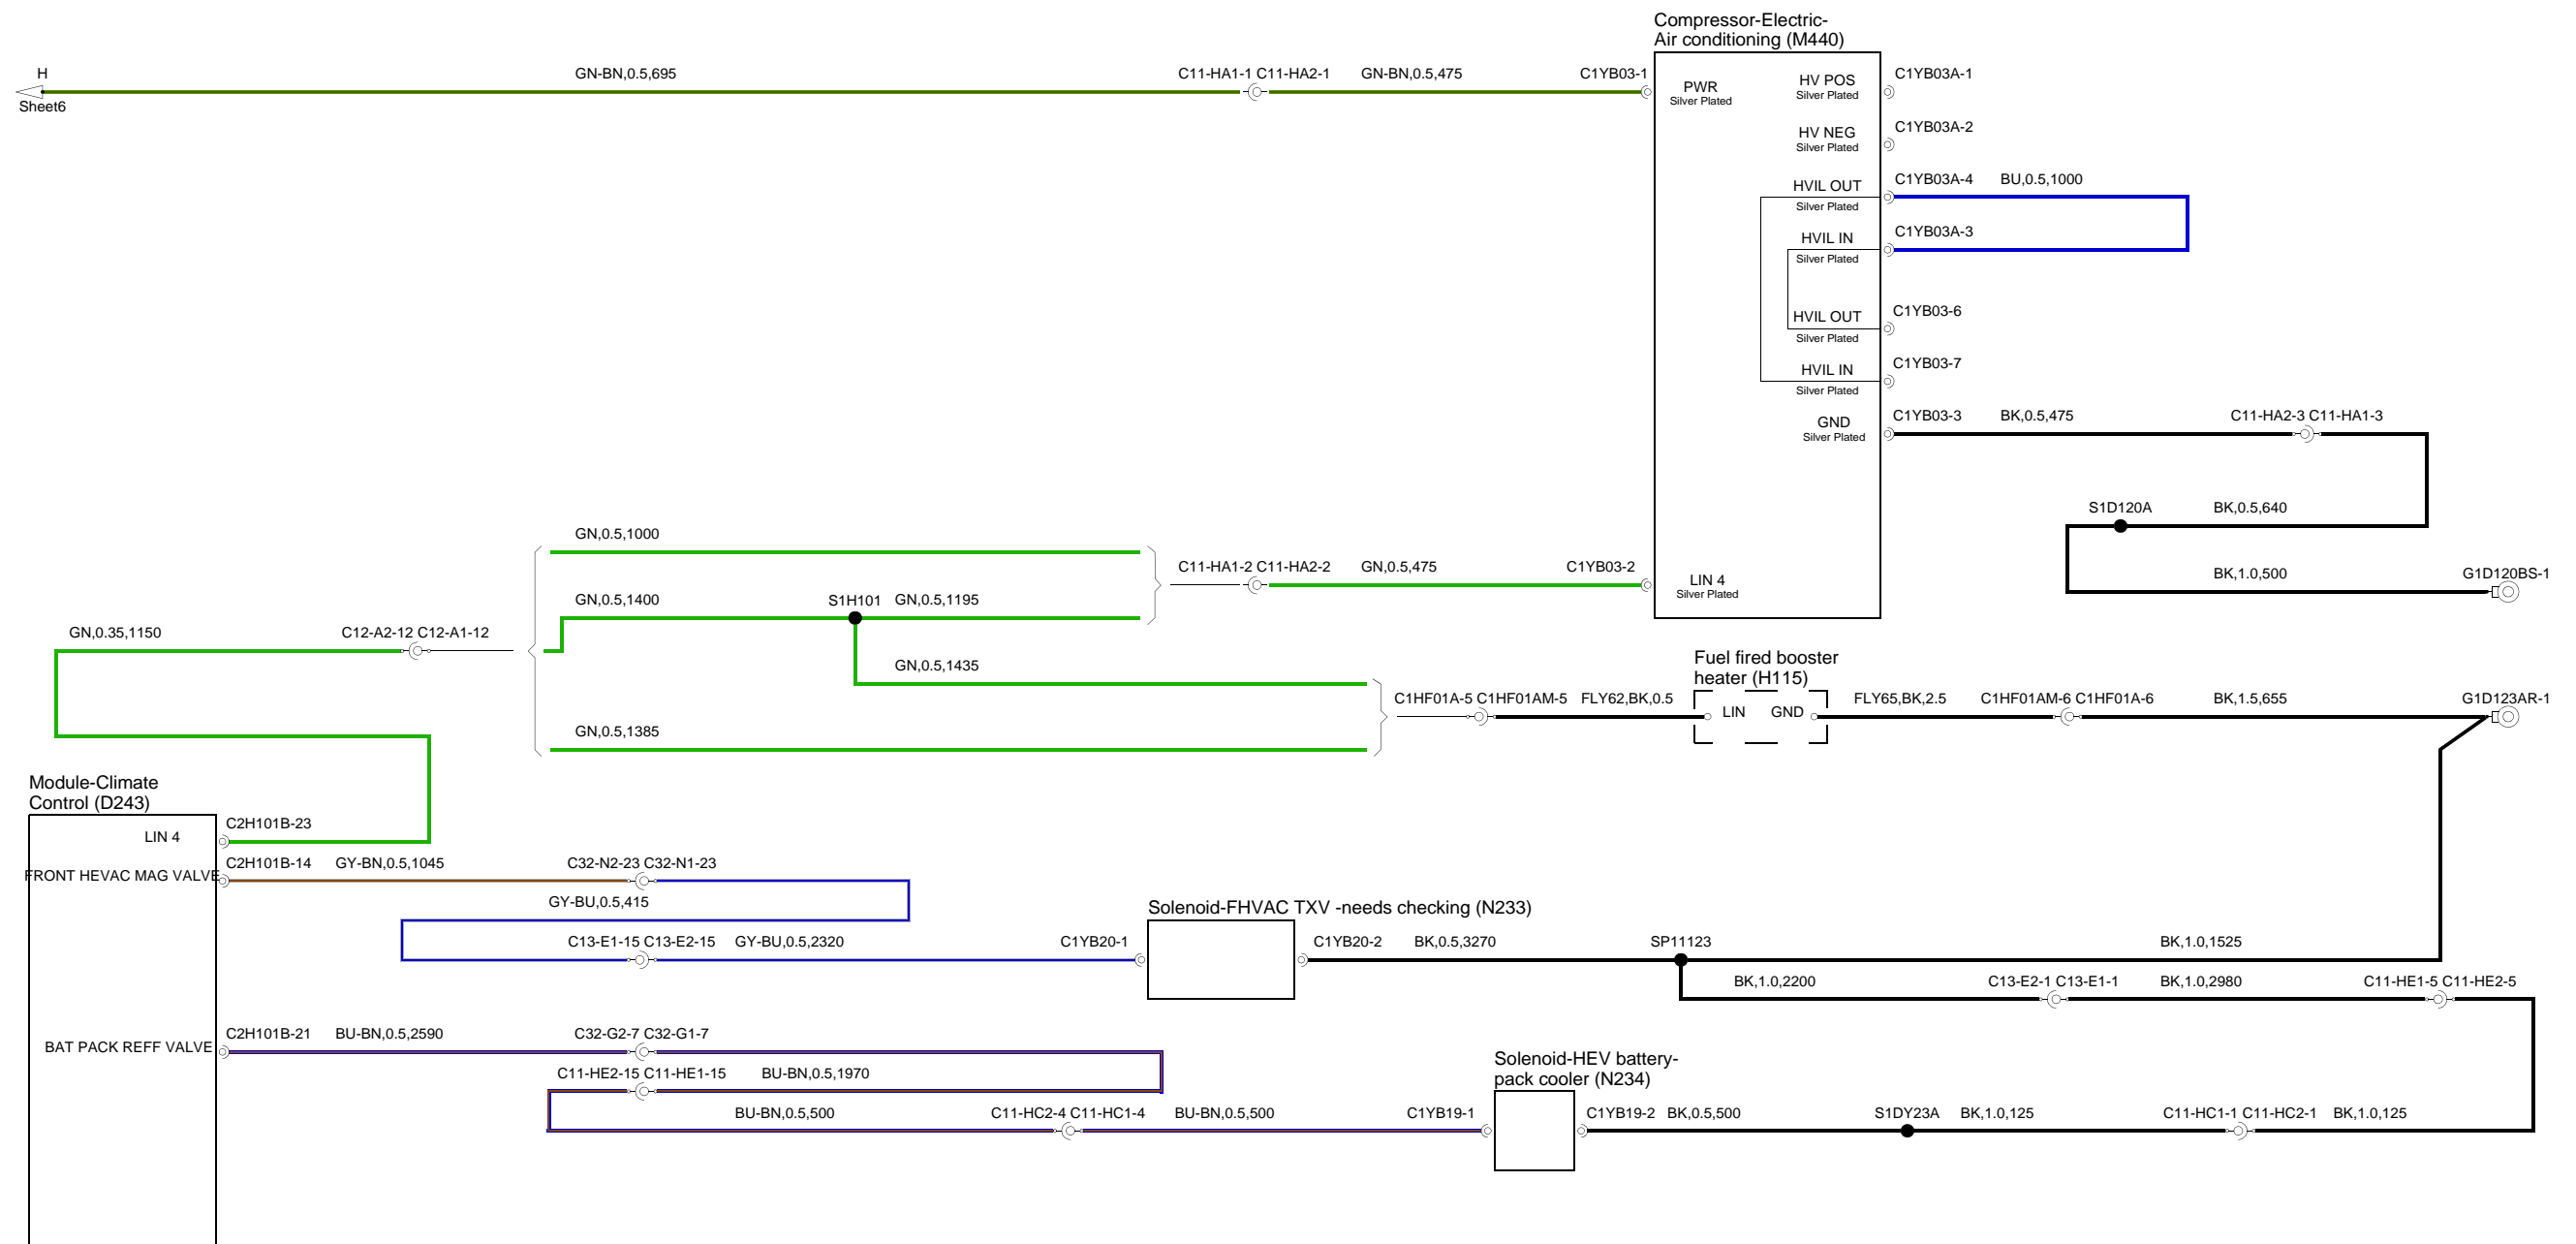 Compressor-Electric-
Air conditioning (M440)
H
GN-BN,0.5,695
C11-HA1-1 C11-HA2-1
GN-BN,0.5,475
C1YB03-1
Sheet6
PWR
Silver Plated
HV POS
Silver Plated
C1YB03A-1
HV NEG
Silver Plated
C1YB03A-2
HVIL OUT
Silver Plated
C1YB03A-4
BU,0.5,1000
HVIL IN
Silver Plated
C1YB03A-3
HVIL OUT
Silver Plated
C1YB03-6
HVIL IN
Silver Plated
C1YB03-7
GND
Silver Plated
C1YB03-3
BK,0.5,475
C11-HA2-3 C11-HA1-3
S1D120A
BK,0.5,640
BK,1.0,500
G1D120BS-1
GN,0.5,1000
C11-HA1-2 C11-HA2-2
GN,0.5,475
C1YB03-2
LIN 4
Silver Plated
GN,0.5,1400
S1H101
GN,0.5,1195
GN,0.35,1150
C12-A2-12 C12-A1-12
GN,0.5,1435
GN,0.5,1385
Fuel fired booster
heater (H115)
C1HF01A-5 C1HF01AM-5
FLY62,BK,0.5
LIN
GND
FLY65,BK,2.5
C1HF01AM-6 C1HF01A-6
BK,1.5,655
G1D123AR-1
Module-Climate
Control (D243)
LIN 4
C2H101B-23
FRONT HEVAC MAG VALVE
C2H101B-14
GY-BN,0.5,1045
C32-N2-23 C32-N1-23
GY-BU,0.5,415
C13-E1-15 C13-E2-15
GY-BU,0.5,2320
C1YB20-1
Solenoid-FHVAC TXV -needs checking (N233)
C1YB20-2
BK,0.5,3270
SP11123
BK,1.0,1525
BK,1.0,2200
C13-E2-1 C13-E1-1
BK,1.0,2980
C11-HE1-5 C11-HE2-5
BAT PACK REFF VALVE
C2H101B-21
BU-BN,0.5,2590
C32-G2-7 C32-G1-7
C11-HE2-15 C11-HE1-15
BU-BN,0.5,1970
BU-BN,0.5,500
C11-HC2-4 C11-HC1-4
BU-BN,0.5,500
C1YB19-1
Solenoid-HEV battery-
pack cooler (N234)
C1YB19-2
BK,0.5,500
S1DY23A
BK,1.0,125
C11-HC1-1 C11-HC2-1
BK,1.0,125